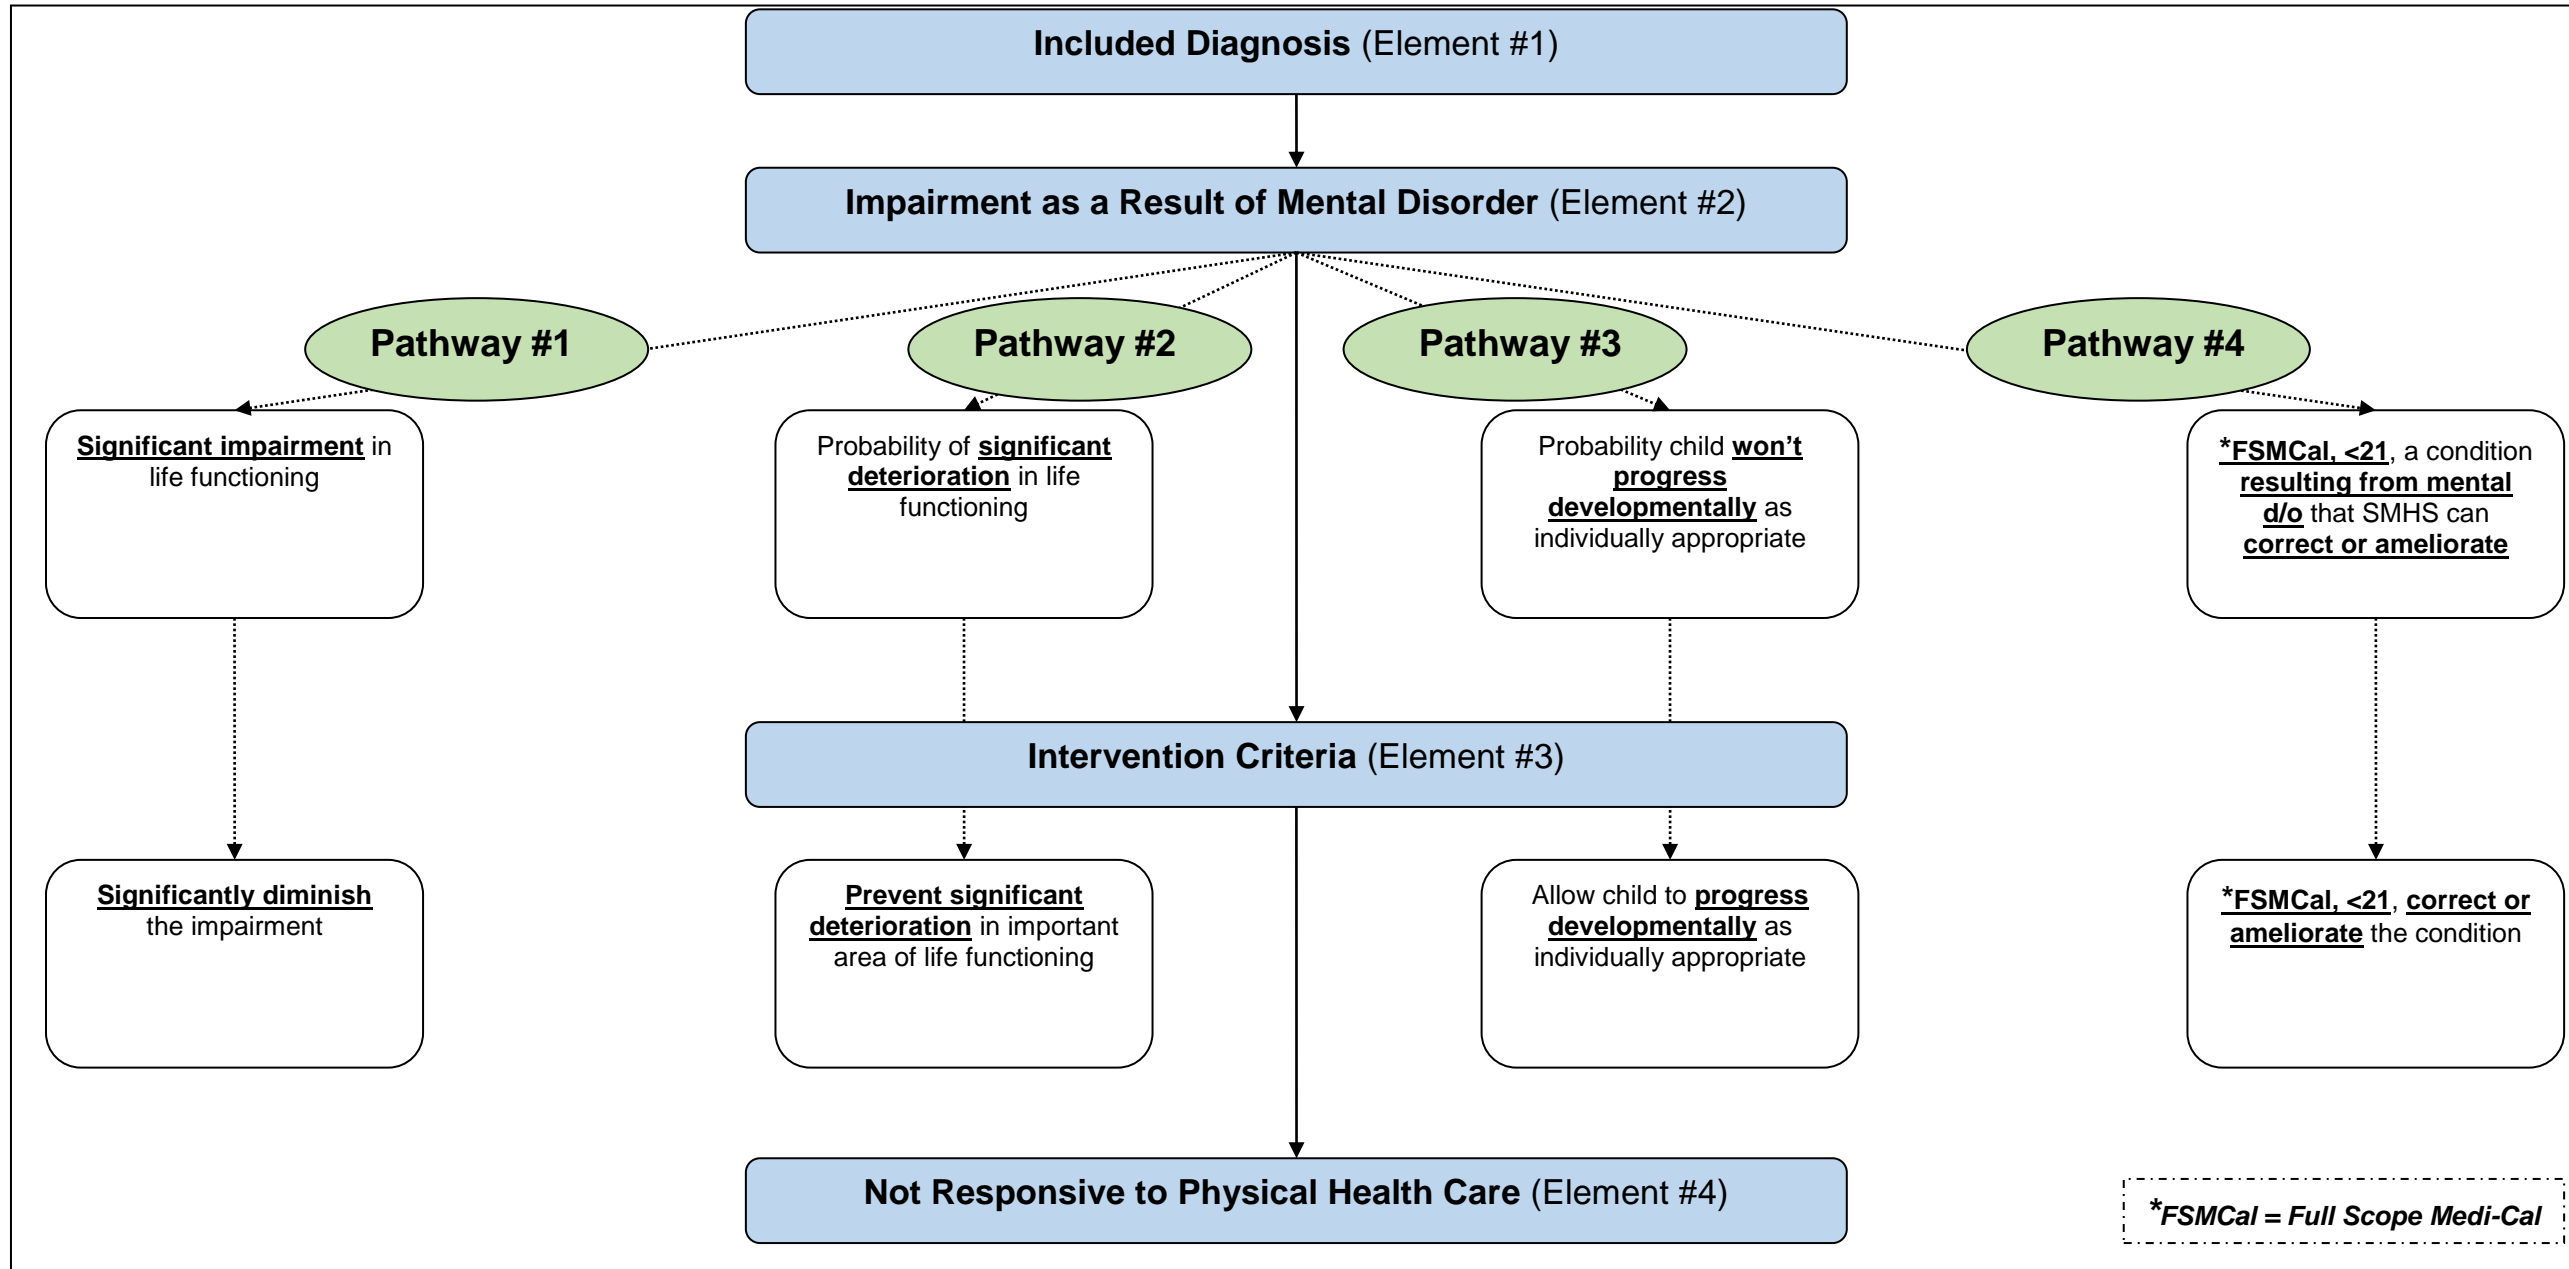 Included Diagnosis (Element #1)
Impairment as a Result of Mental Disorder (Element #2)
Pathway #1
Pathway #2
Pathway #3
Pathway #4
Significant impairment in
life functioning
Probability of significant
deterioration in life
functioning
Probability child won’t
progress
developmentally as
individually appropriate
*FSMCal, <21, a condition
resulting from mental
d/o that SMHS can
correct or ameliorate
Intervention Criteria (Element #3)
Significantly diminish
the impairment
Prevent significant
deterioration in important
area of life functioning
Allow child to progress
developmentally as
individually appropriate
*FSMCal, <21, correct or
ameliorate the condition
Not Responsive to Physical Health Care (Element #4)
*FSMCal = Full Scope Medi-Cal